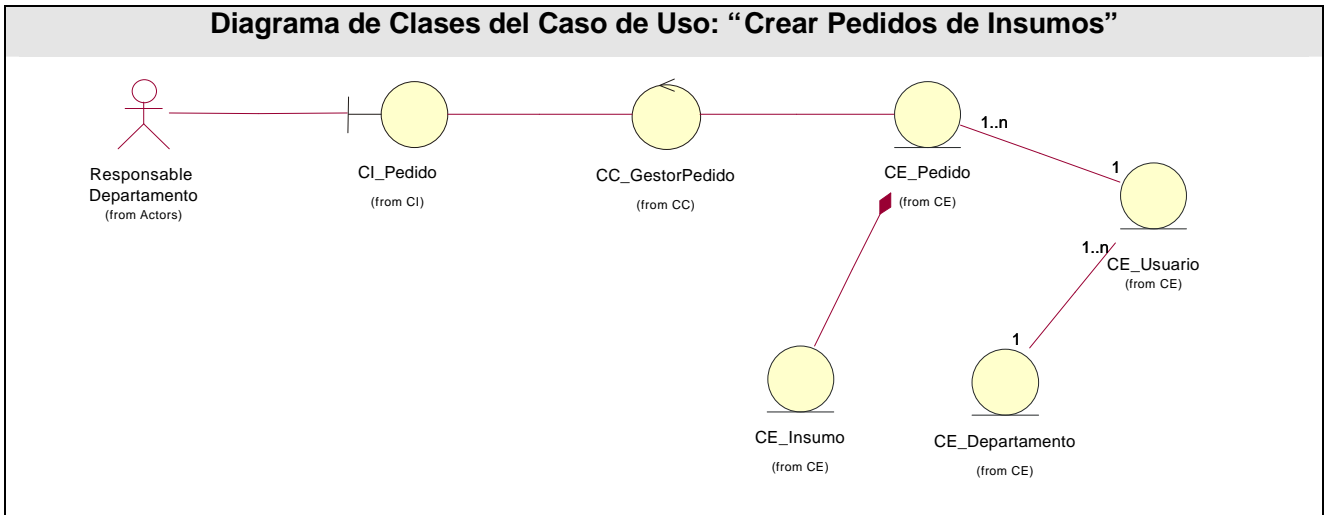 Diagrama de Clases del Caso de Uso: “Crear Pedidos de Insumos”
Responsable
Departamento
(from Actors)
CI_Pedido
(from CI)
CC_GestorPedido
(from CC)
CE_Pedido
(from CE)
1..n
1
CE_Usuario
(from CE)
1..n
1
CE_Insumo
(from CE)
CE_Departamento
(from CE)